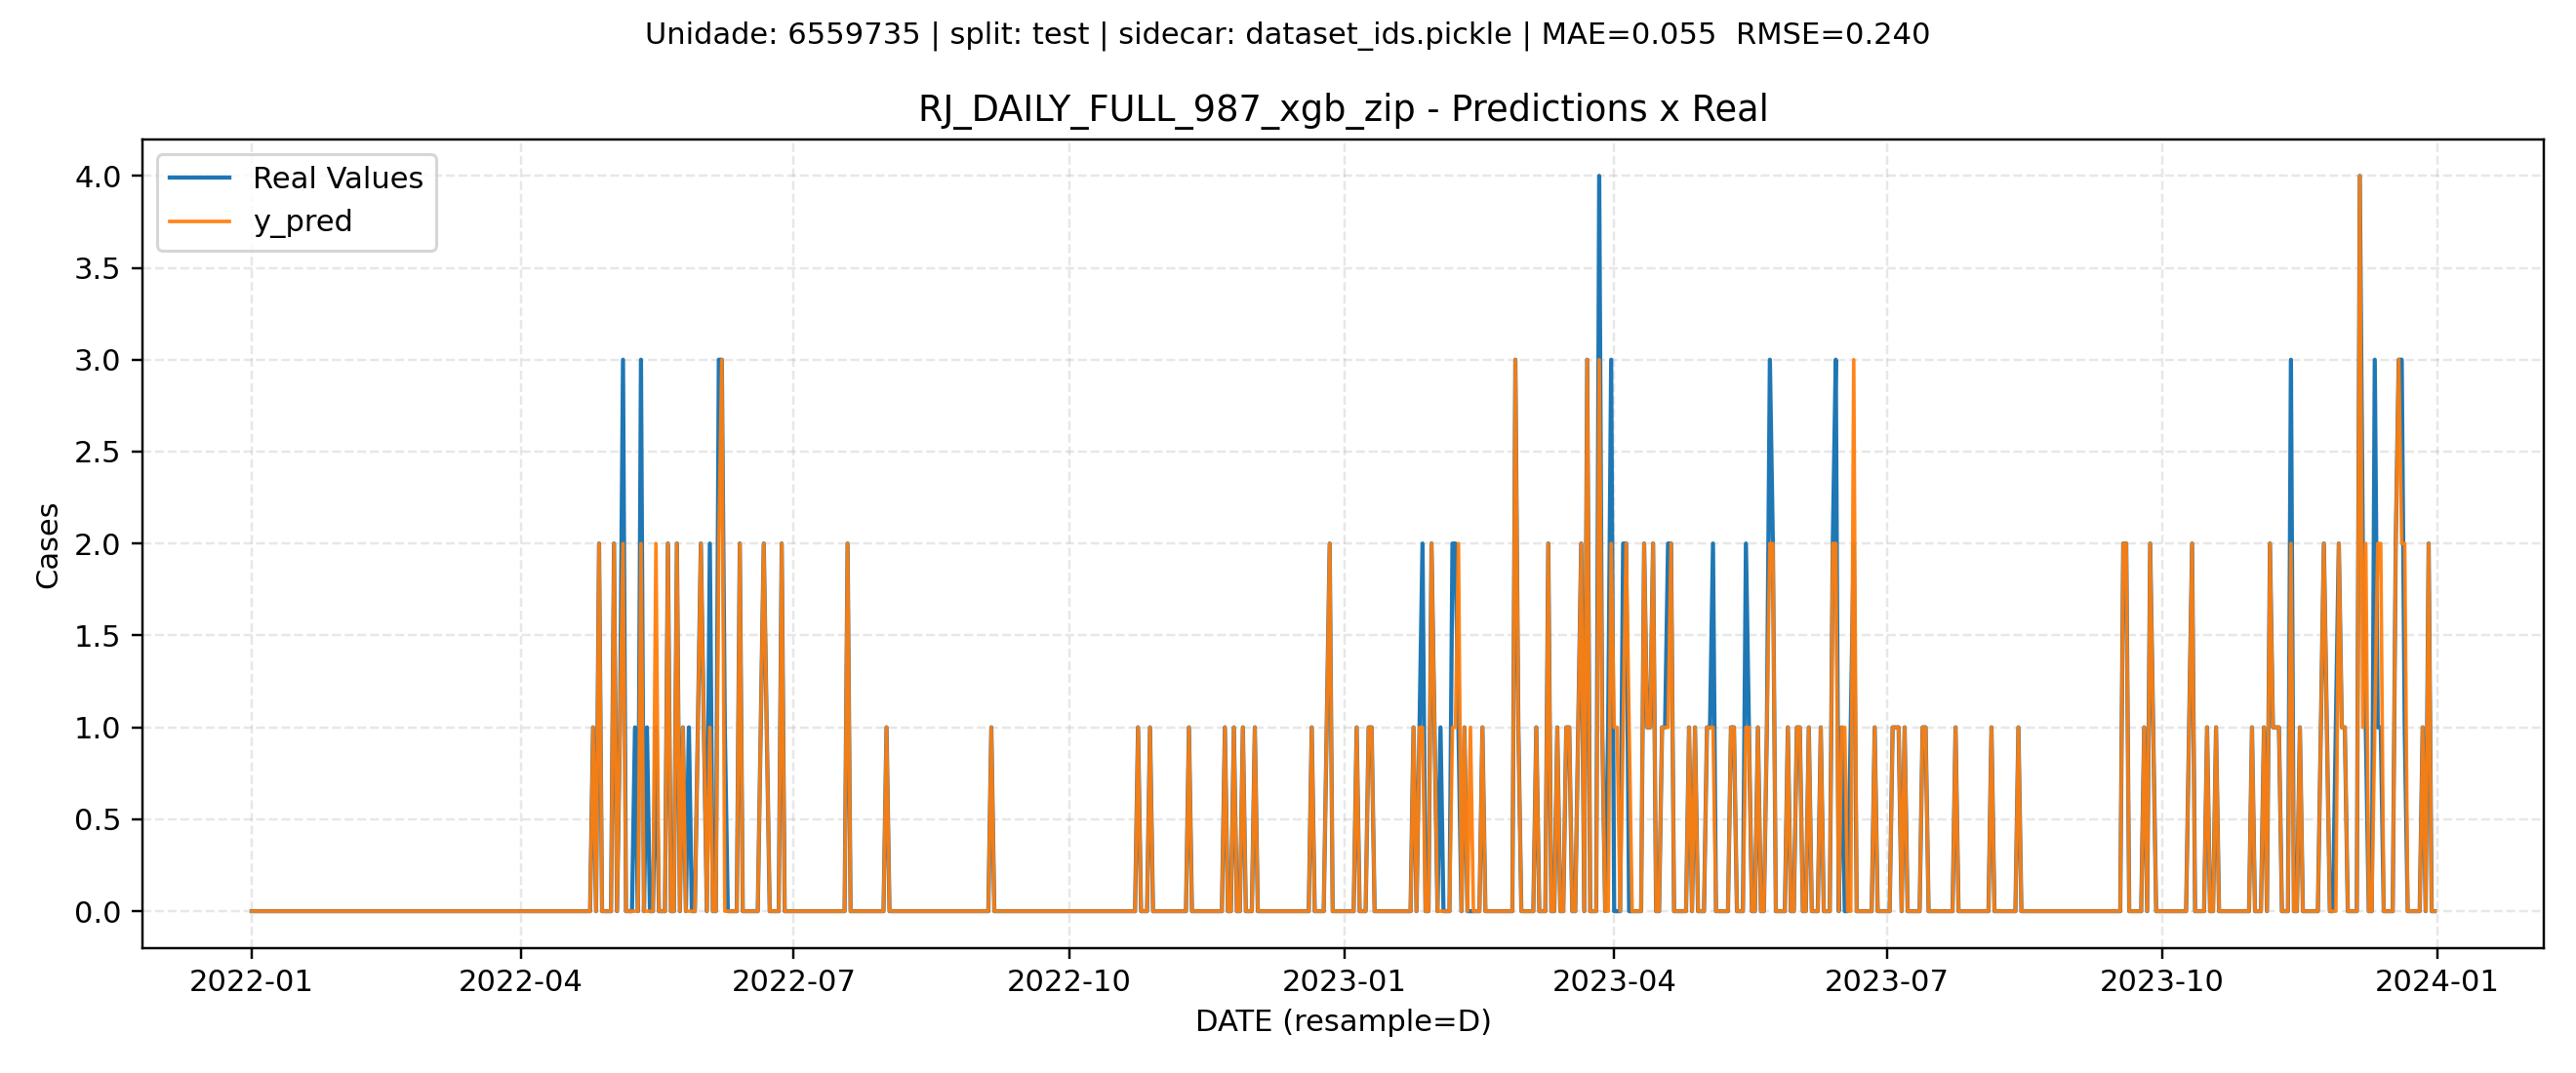 Unidade: 6559735 | split: test | sidecar: dataset_ids.pickle | MAE=0.055  RMSE=0.240
RJ_DAILY_FULL_987_xgb_zip - Predictions x Real
Real Values
y_pred
4.0
3.5
3.0
2.5
2.0
1.5
1.0
0.5
0.0
Cases
2022-01 2022-04 2022-07 2022-10 2023-01 2023-04 2023-07 2023-10 2024-01
DATE (resample=D)